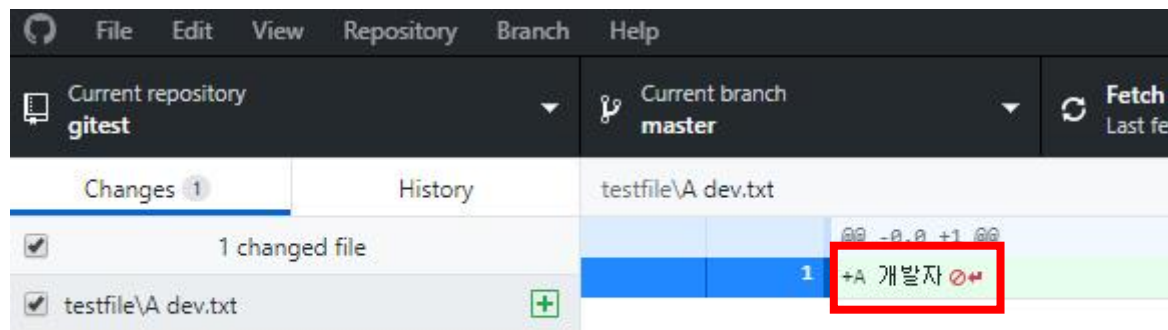 File Edit View Repository Branch Help
Current repository
gitest
Current branch
master
Fetch
Last fe
Changes 1 History
testfile\A dev.txt
1 changed file
@@ -0,0 +1 @@
1 +A 개발자
testfile\A dev.txt